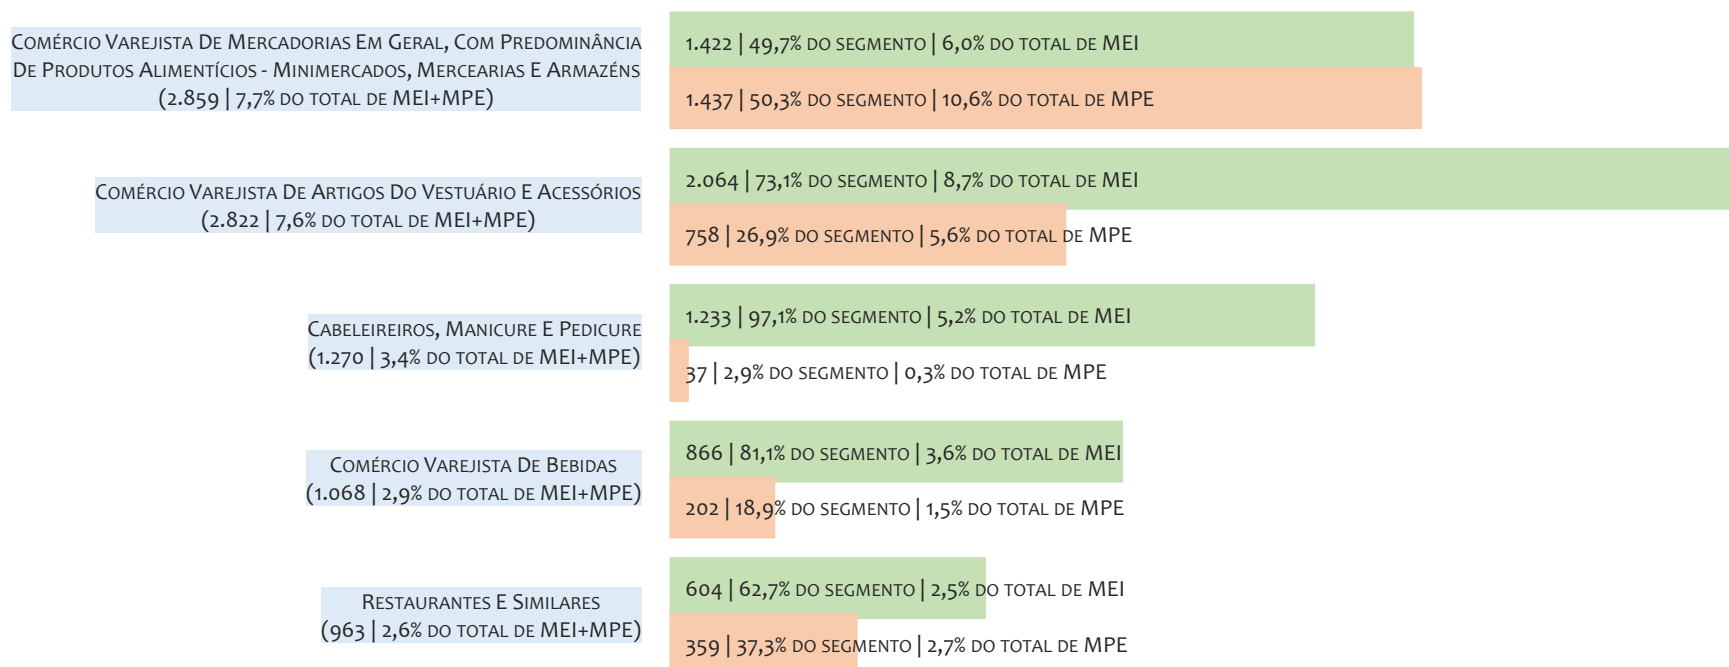 Comércio Varejista De Mercadorias Em Geral, Com Predominância
De Produtos Alimentícios - Minimercados, Mercearias E Armazéns
(2.859 | 7,7% do total de MEI+MPE)
1.422 | 49,7% do segmento | 6,0% do total de MEI
1.437 | 50,3% do segmento | 10,6% do total de MPE
Comércio Varejista De Artigos Do Vestuário E Acessórios
(2.822 | 7,6% do total de MEI+MPE)
2.064 | 73,1% do segmento | 8,7% do total de MEI
758 | 26,9% do segmento | 5,6% do total de MPE
Cabeleireiros, Manicure E Pedicure
(1.270 | 3,4% do total de MEI+MPE)
1.233 | 97,1% do segmento | 5,2% do total de MEI
37 | 2,9% do segmento | 0,3% do total de MPE
Comércio Varejista De Bebidas
(1.068 | 2,9% do total de MEI+MPE)
866 | 81,1% do segmento | 3,6% do total de MEI
202 | 18,9% do segmento | 1,5% do total de MPE
Restaurantes E Similares
(963 | 2,6% do total de MEI+MPE)
604 | 62,7% do segmento | 2,5% do total de MEI
359 | 37,3% do segmento | 2,7% do total de MPE